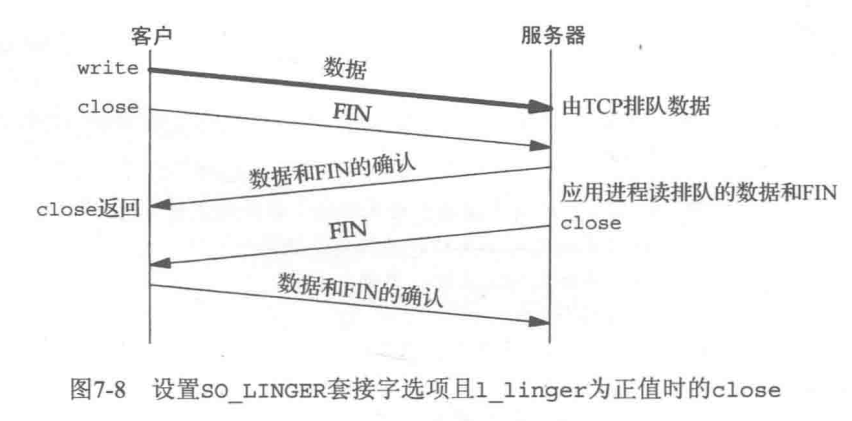 客户
服务器
write
数据
由TCP排队数据
close
FIN
数据和FIN的确认
应用进程读排队的数据和FIN
close返回
close
FIN
数据和FIN的确认
图7-8 设置SO_LINGER套接字选项且l_linger为正值时的close